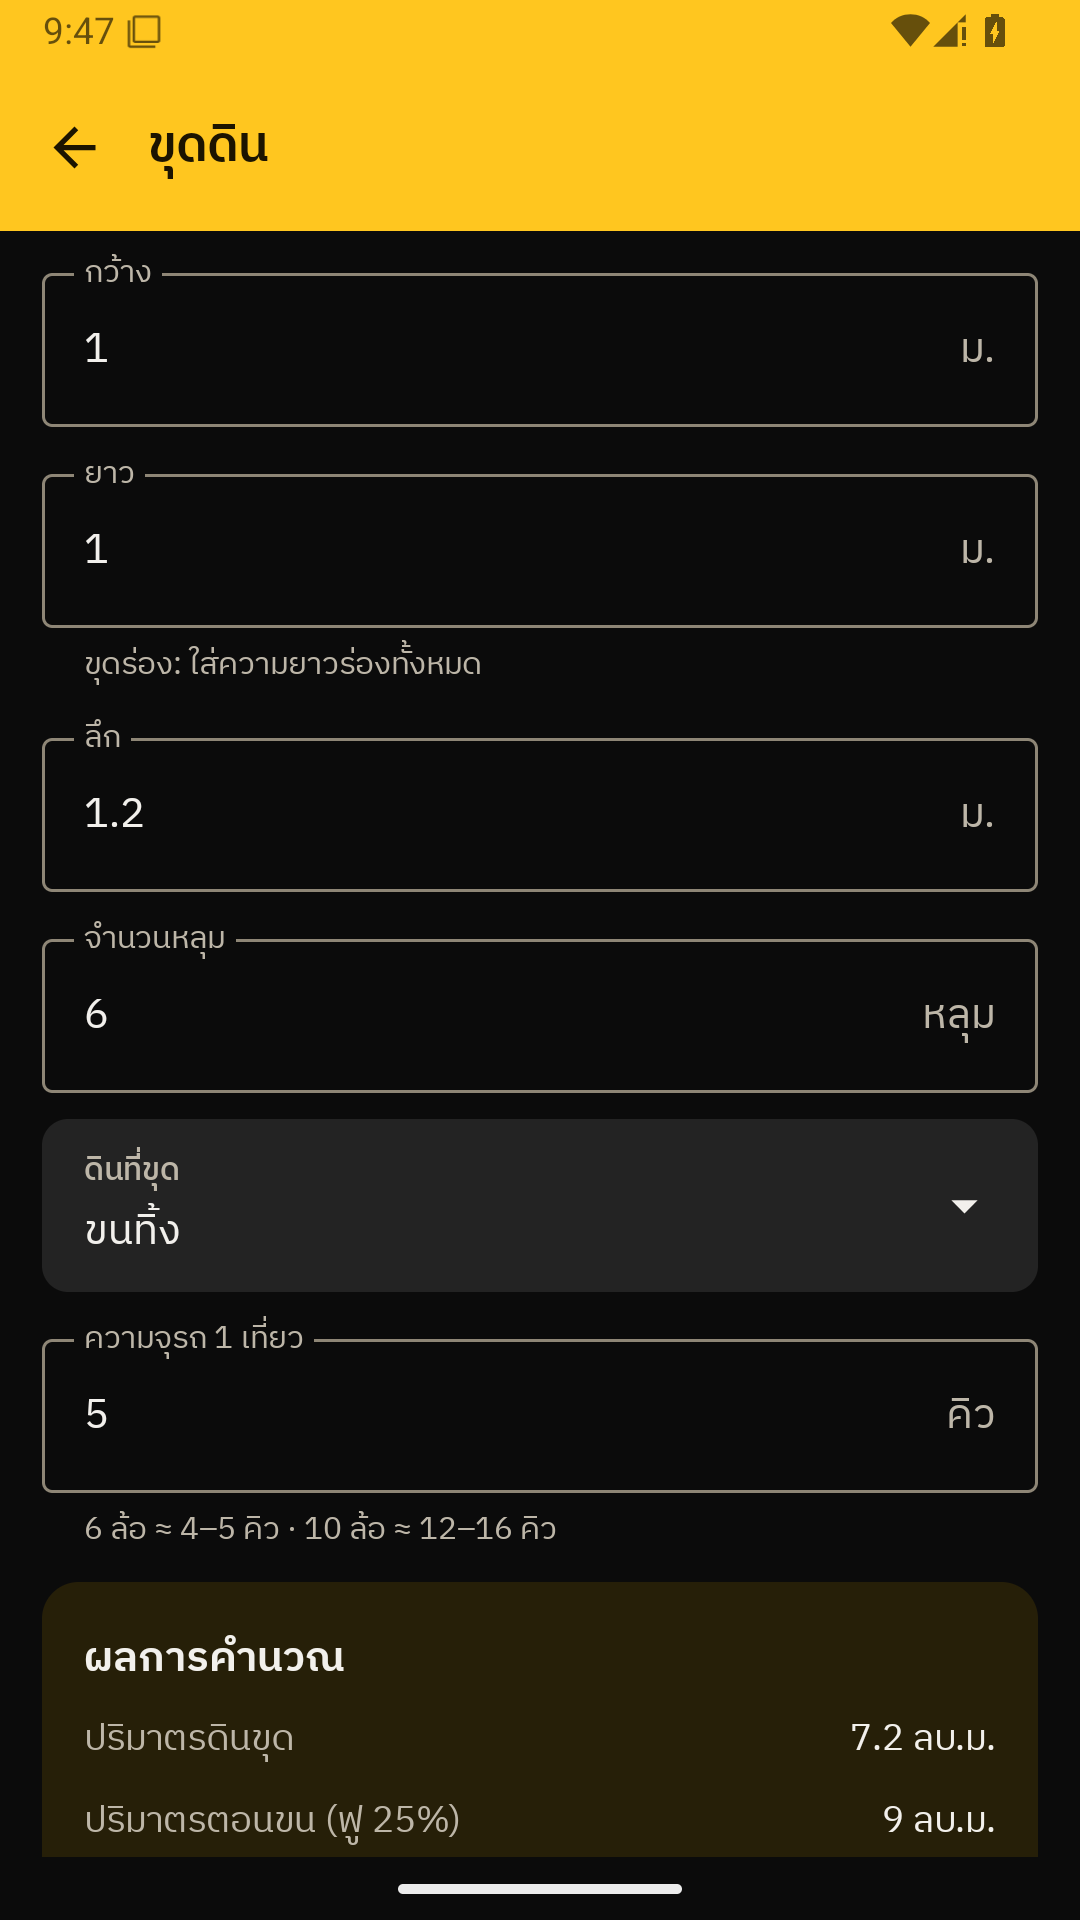 9:47
ขุดดิน
กว้าง
1 ม.
ยาว
1 ม.
ขุดร่อง: ใส่ความยาวร่องทั้งหมด
ลึก
1.2 ม.
จำนวนหลุม
6 หลุม
ดินที่ขุด
ขนทิ้ง
ความจุรถ 1 เที่ยว
5 คิว
6 ล้อ ≈ 4–5 คิว · 10 ล้อ ≈ 12–16 คิว
ผลการคำนวณ
ปริมาตรดินขุด 7.2 ลบ.ม.
ปริมาตรตอนขน (ฟู 25%) 9 ลบ.ม.